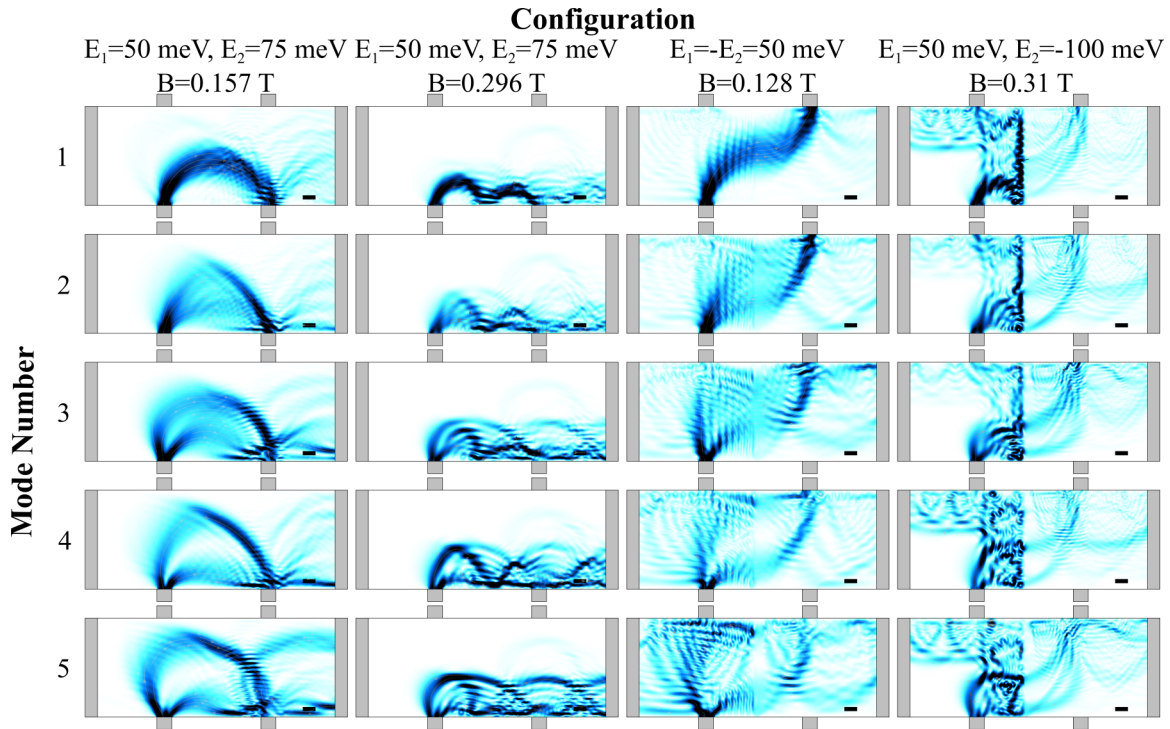 Configuration
E₁=50 meV, E₂=75 meV E₁=50 meV, E₂=75 meV E₁=-E₂=50 meV E₁=50 meV, E₂=-100 meV
B=0.157 T B=0.296 T B=0.128 T B=0.31 T
Mode Number
1
2
3
4
5